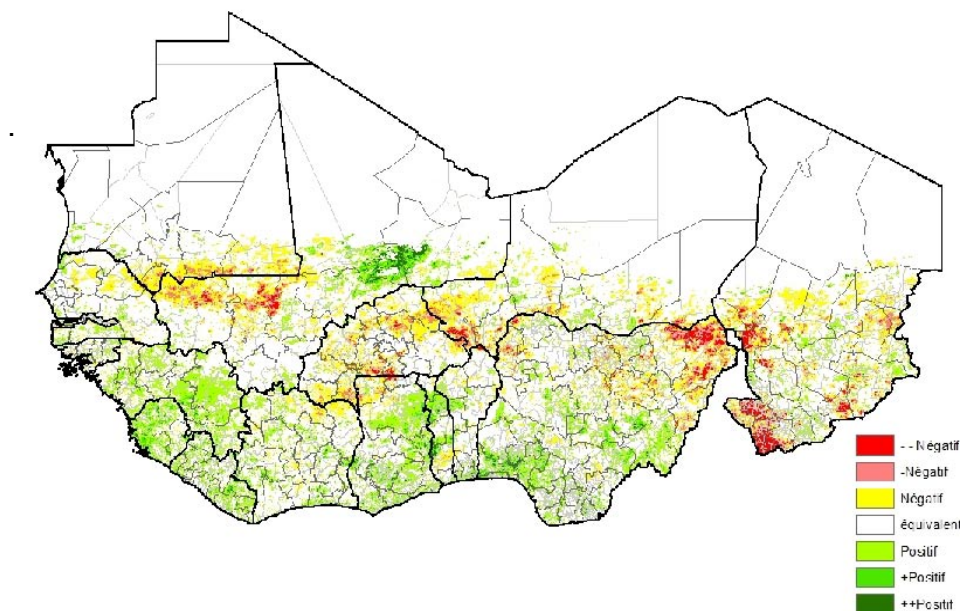 - - Négatif
-Négatif
Négatif
équivalent
Positif
+Positif
++Positif